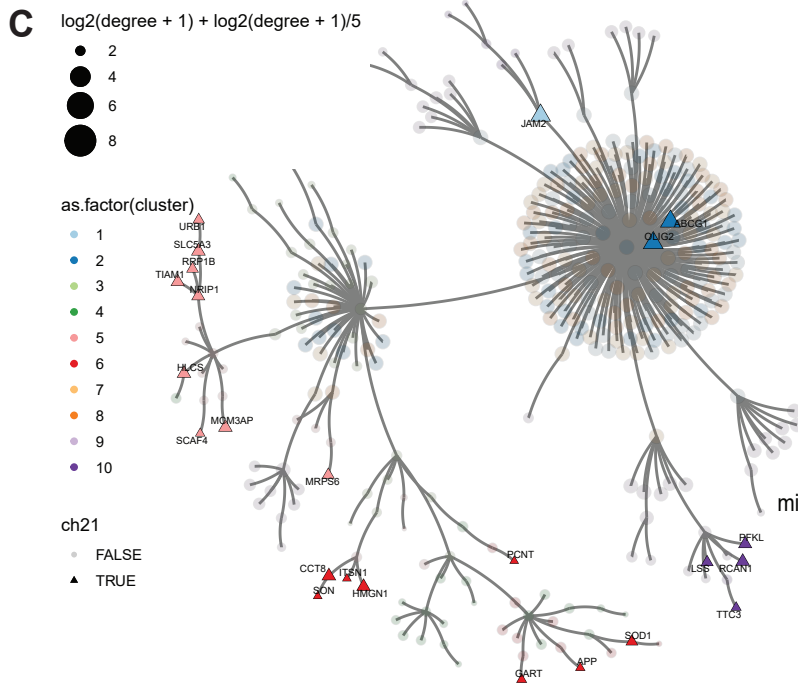 C
log2(degree + 1) + log2(degree + 1)/5
2
4
6
8
as.factor(cluster)
1
2
3
4
5
6
7
8
9
10
ch21
FALSE
TRUE
JAM2
ABCG1
OLIG2
URB1
SLC5A3
RRP1B
TIAM1
NRIP1
HLCS
MCM3AP
SCAF4
MRPS6
mi
PCNT
PFKL
CCT8
ITSN1
LSS
RCAN1
SON
HMGN1
TTC3
SOD1
APP
GART